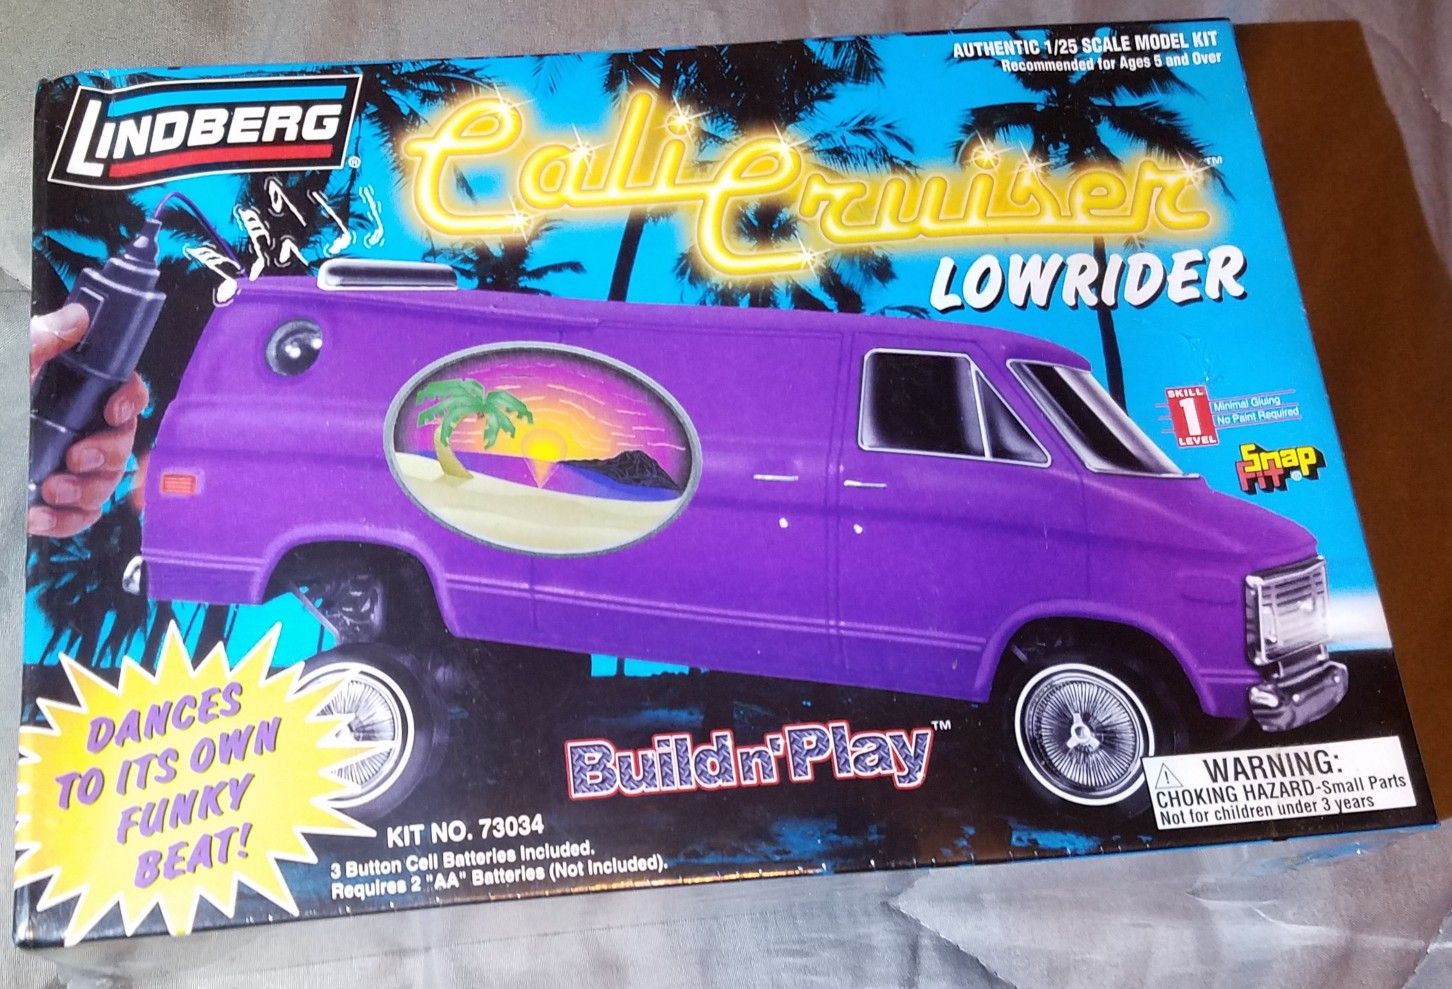 AUTHENTIC 1/25 SCALE MODEL KIT
Recommended for Ages 5 and Over
LINDBERG®
Cali Cruiser™
LOWRIDER
SKILL
1
LEVEL
Minimal Gluing
No Paint Required
Snap
Fit®
DANCES
TO ITS OWN
FUNKY
BEAT!
Build n' Play™
WARNING:
CHOKING HAZARD-Small Parts
Not for children under 3 years
KIT NO. 73034
3 Button Cell Batteries Included.
Requires 2 "AA" Batteries (Not Included).